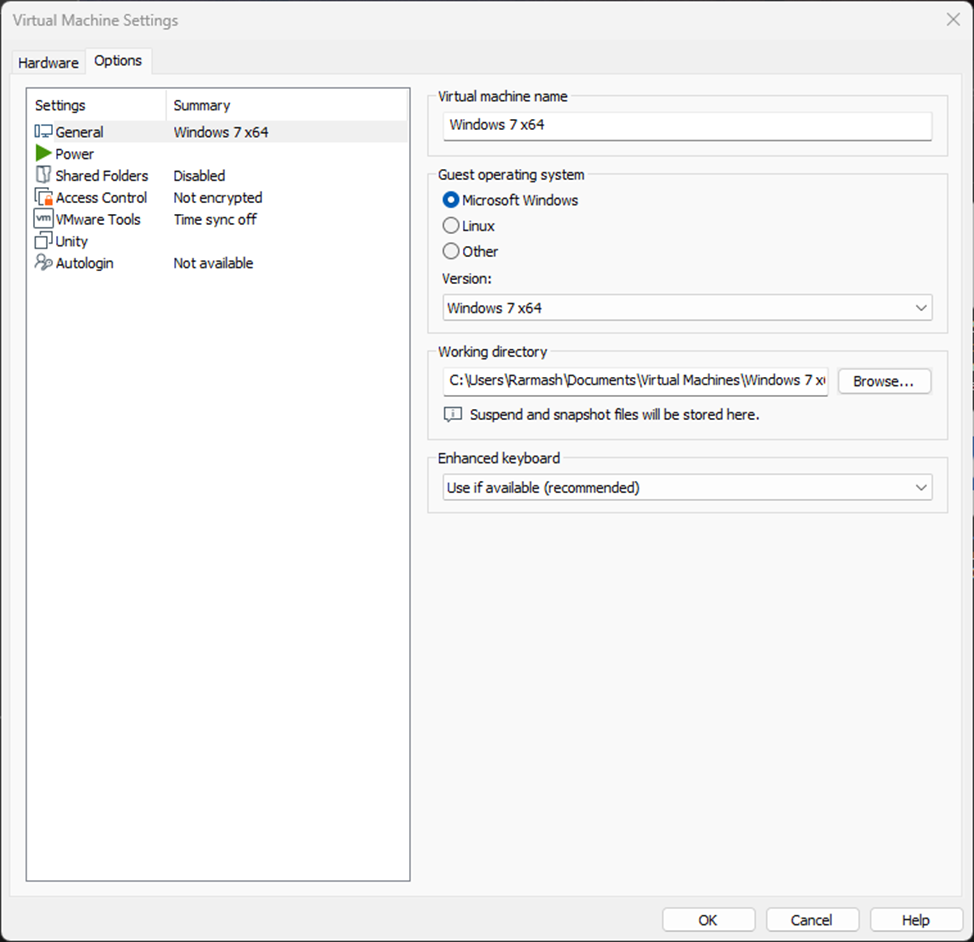 Virtual Machine Settings
Hardware Options
Settings Summary
General Windows 7 x64
Power
Shared Folders Disabled
Access Control Not encrypted
vm VMware Tools Time sync off
Unity
Autologin Not available
Virtual machine name
Windows 7 x64
Guest operating system
Microsoft Windows
Linux
Other
Version:
Windows 7 x64
Working directory
C:\Users\Rarmash\Documents\Virtual Machines\Windows 7 x Browse...
Suspend and snapshot files will be stored here.
Enhanced keyboard
Use if available (recommended)
OK Cancel Help